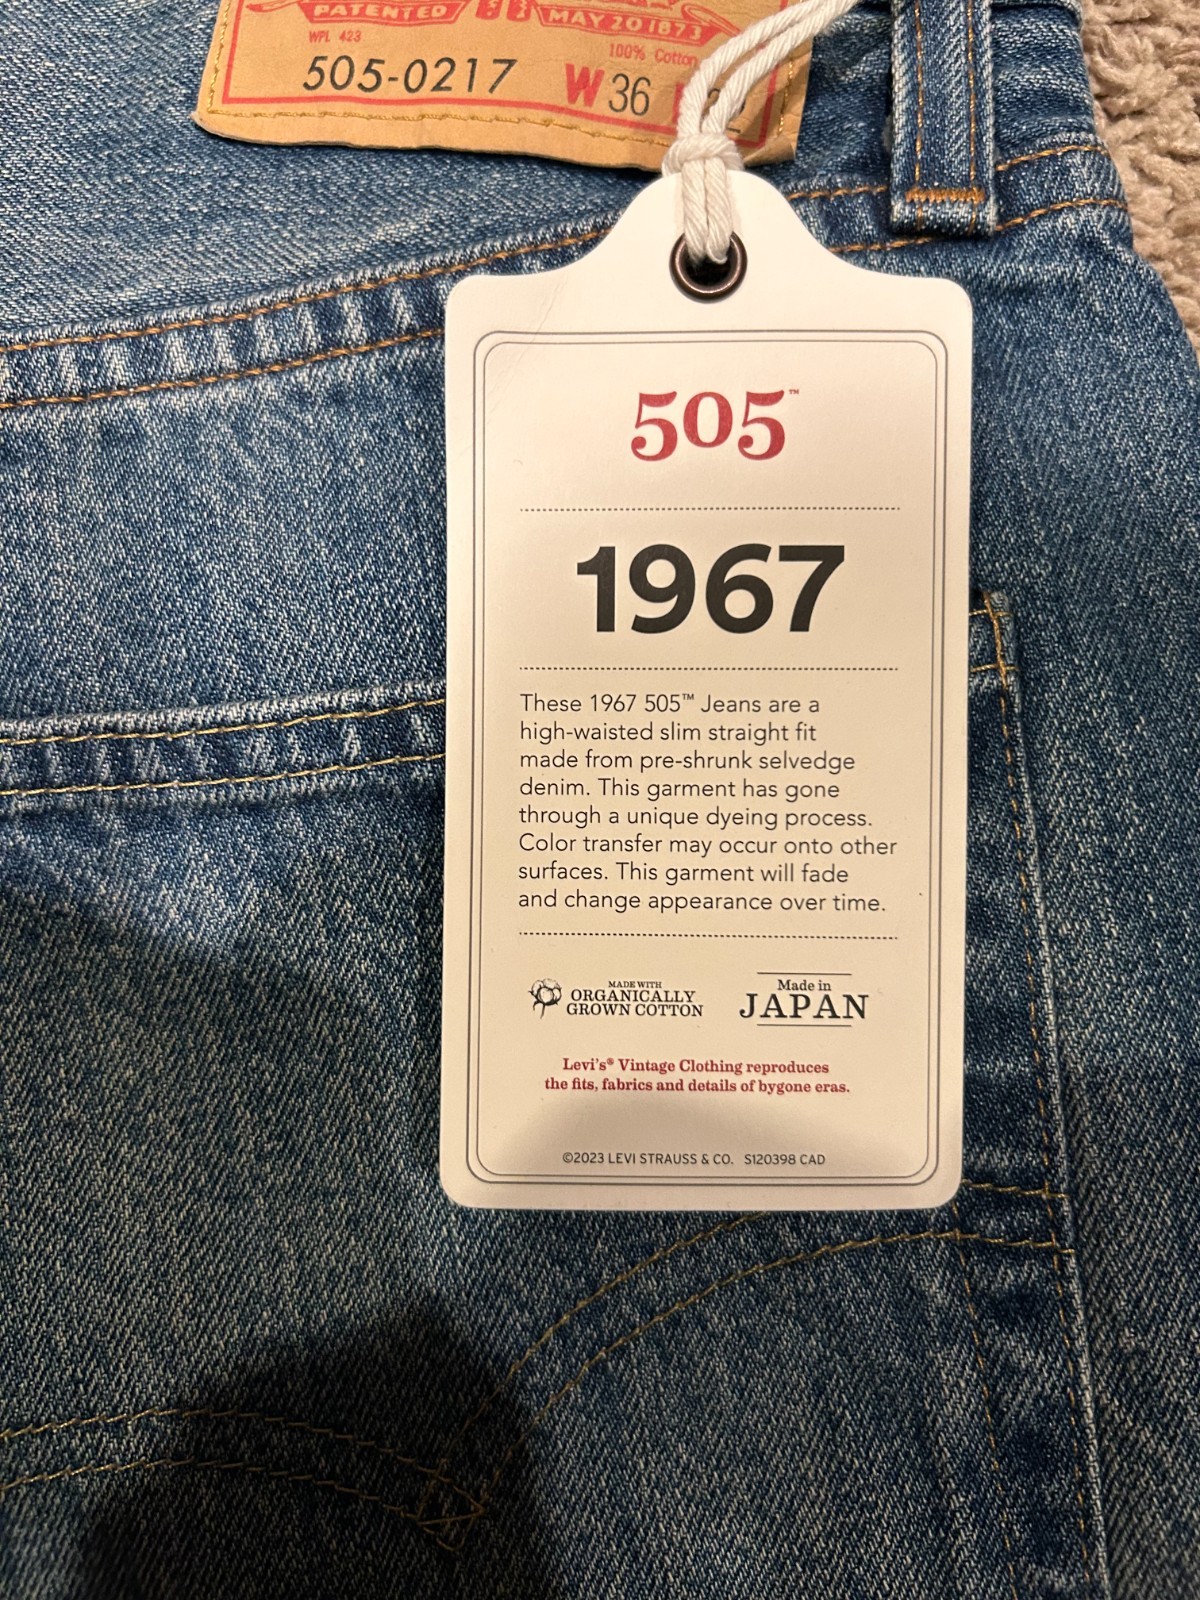 PATENTED
MAY 20 1873
WPL 423
100% Cotton
505-0217 W 36
505™
1967
These 1967 505™ Jeans are a
high-waisted slim straight fit
made from pre-shrunk selvedge
denim. This garment has gone
through a unique dyeing process.
Color transfer may occur onto other
surfaces. This garment will fade
and change appearance over time.
MADE WITH
ORGANICALLY
GROWN COTTON
Made in
JAPAN
Levi's® Vintage Clothing reproduces
the fits, fabrics and details of bygone eras.
©2023 LEVI STRAUSS & CO. S120398 CAD